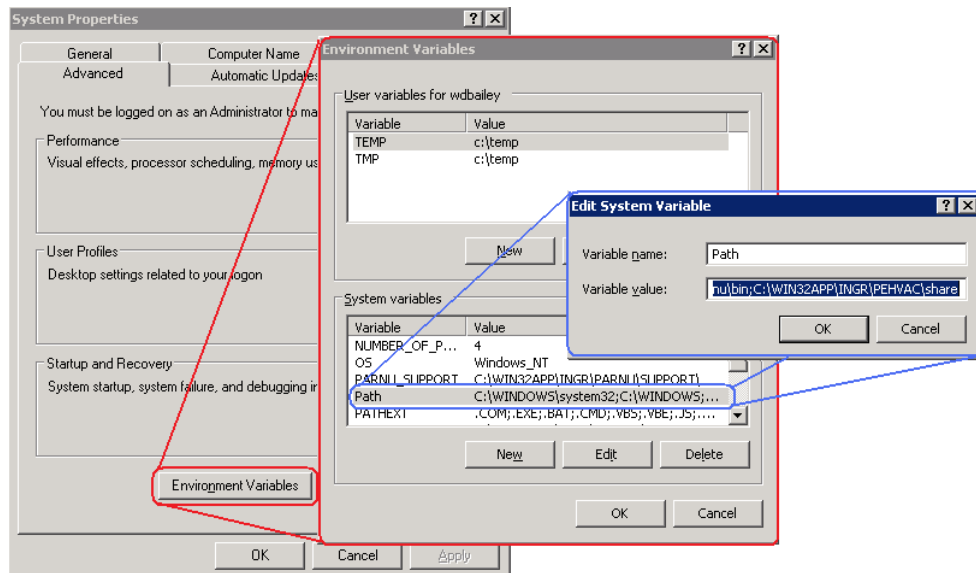 System Properties
General
Computer Name
Advanced
Automatic Updates
You must be logged on as an Administrator to ma
Performance
Visual effects, processor scheduling, memory us
User Profiles
Desktop settings related to your logon
Startup and Recovery
System startup, system failure, and debugging in
Environment Variables
OK
Cancel
Apply
Environment Variables
User variables for wdbailey
Variable Value
TEMP c:\temp
TMP c:\temp
New
System variables
Variable Value
NUMBER_OF_P... 4
OS Windows_NT
PARNU_SUPPORT C:\WIN32APP\INGR\PARNU\SUPPORT\
Path C:\WINDOWS\system32;C:\WINDOWS;...
PATHEXT .COM;.EXE;.BAT;.CMD;.VBS;.VBE;.JS;....
New
Edit
Delete
OK
Cancel
Edit System Variable
Variable name: Path
Variable value: nu\bin;C:\WIN32APP\INGR\PEHVAC\share
OK
Cancel